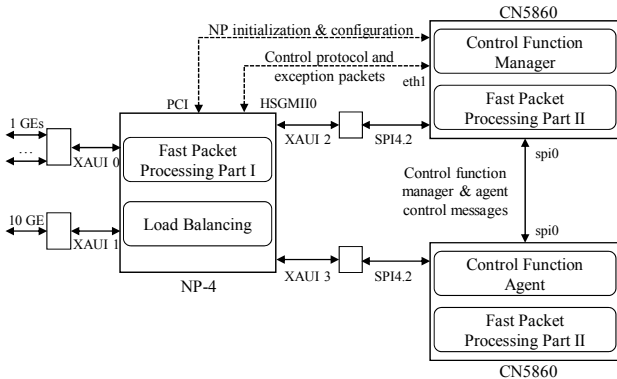 CN5860
NP initialization & configuration
Control Function
Manager
Control protocol and
exception packets
eth1
PCI
HSGMII0
Fast Packet
Processing Part II
1 GEs
...
XAUI 0
Fast Packet
Processing Part I
XAUI 2
SPI4.2
spi0
Control function
manager & agent
control messages
10 GE
XAUI 1
Load Balancing
spi0
XAUI 3
SPI4.2
NP-4
Control Function
Agent
Fast Packet
Processing Part II
CN5860